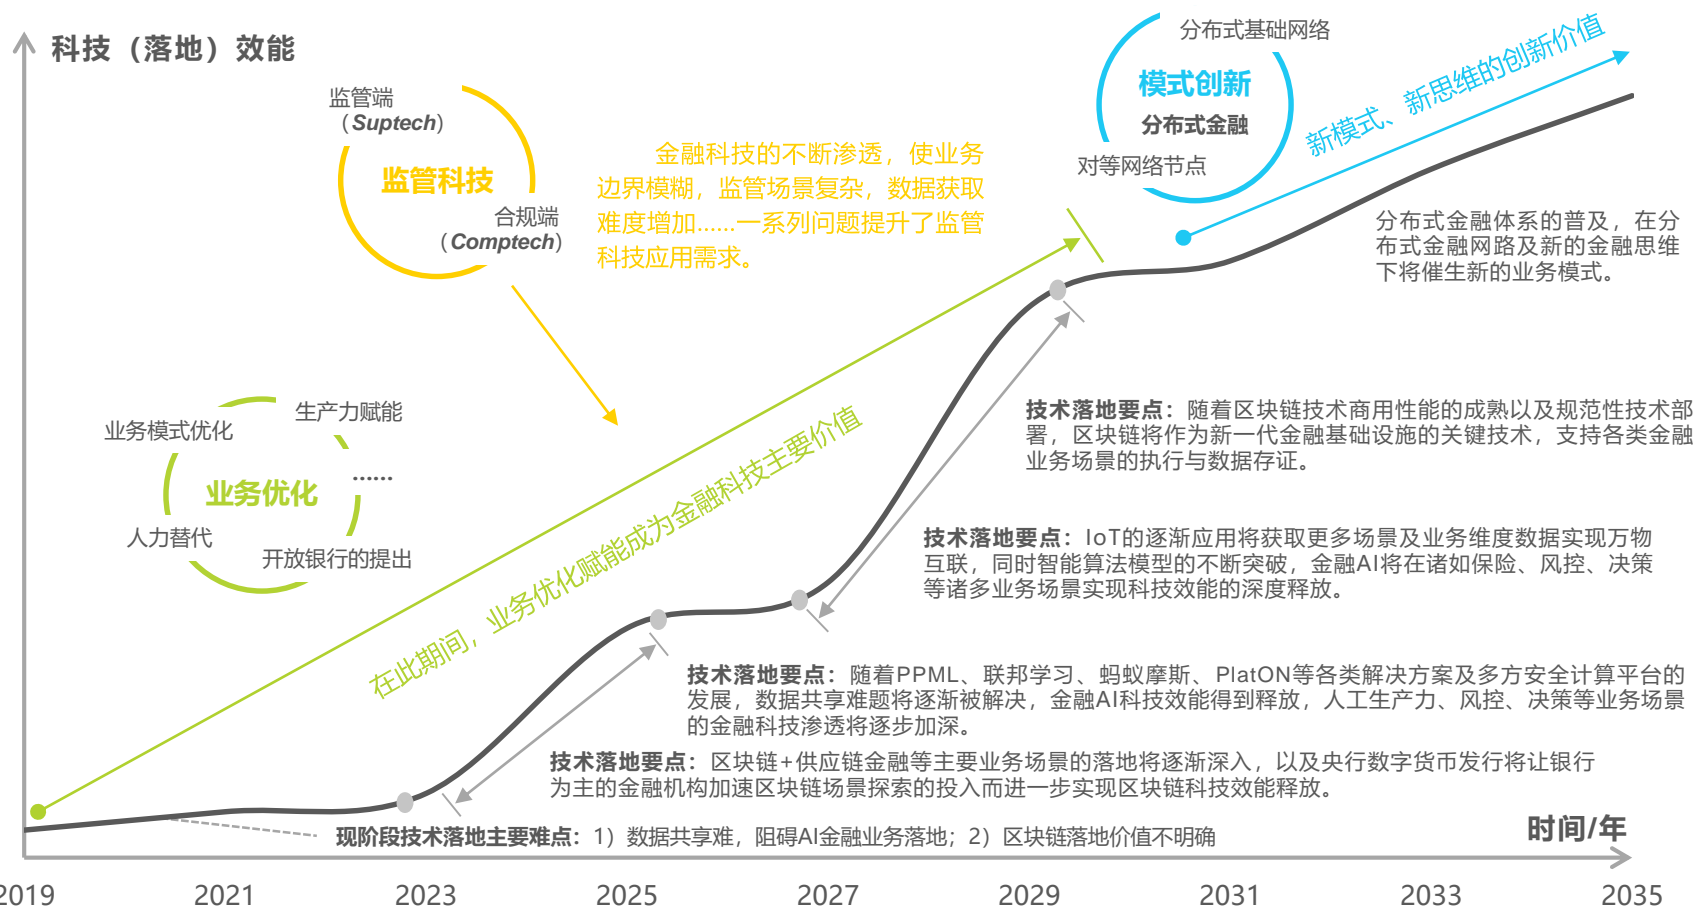 科技（落地）效能
监管端
（Suptech）
监管科技
合规端
（Comptech）
金融科技的不断渗透，使业务
边界模糊，监管场景复杂，数据获取
难度增加......一系列问题提升了监管
科技应用需求。
分布式基础网络
模式创新
分布式金融
对等网络节点
新模式、新思维的创新价值
分布式金融体系的普及，在分
布式金融网路及新的金融思维
下将催生新的业务模式。
生产力赋能
业务模式优化
......
业务优化
人力替代
开放银行的提出
在此期间，业务优化赋能成为金融科技主要价值
技术落地要点：随着区块链技术商用性能的成熟以及规范性技术部
署，区块链将作为新一代金融基础设施的关键技术，支持各类金融
业务场景的执行与数据存证。
技术落地要点：IoT的逐渐应用将获取更多场景及业务维度数据实现万物
互联，同时智能算法模型的不断突破，金融AI将在诸如保险、风控、决策
等诸多业务场景实现科技效能的深度释放。
技术落地要点：随着PPML、联邦学习、蚂蚁摩斯、PlatON等各类解决方案及多方安全计算平台的
发展，数据共享难题将逐渐被解决，金融AI科技效能得到释放，人工生产力、风控、决策等业务场景
的金融科技渗透将逐步加深。
技术落地要点：区块链+供应链金融等主要业务场景的落地将逐渐深入，以及央行数字货币发行将让银行
为主的金融机构加速区块链场景探索的投入而进一步实现区块链科技效能释放。
现阶段技术落地主要难点：1）数据共享难，阻碍AI金融业务落地；2）区块链落地价值不明确
时间/年
2019 2021 2023 2025 2027 2029 2031 2033 2035